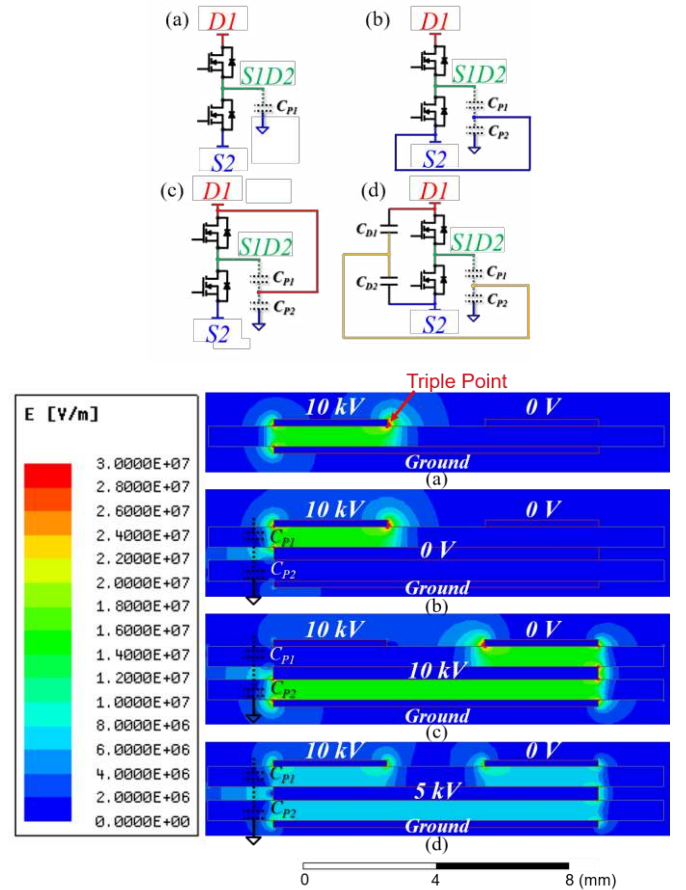 (a)
D1
S1D2
CP1
S2
(b)
D1
S1D2
CP1
CP2
S2
(c)
D1
S1D2
CP1
CP2
S2
(d)
D1
CD1
S1D2
CP1
CD2
CP2
S2
E [V/m]
3.0000E+07
2.8000E+07
2.6000E+07
2.4000E+07
2.2000E+07
2.0000E+07
1.8000E+07
1.6000E+07
1.4000E+07
1.2000E+07
1.0000E+07
8.0000E+06
6.0000E+06
4.0000E+06
2.0000E+06
0.0000E+00
Triple Point
10 kV 0 V
Ground
(a)
10 kV
CP1
0 V
CP2
Ground
(b)
10 kV 0 V
CP1
10 kV
CP2
Ground
(c)
10 kV 0 V
CP1
5 kV
CP2
Ground
(d)
0 4 8 (mm)